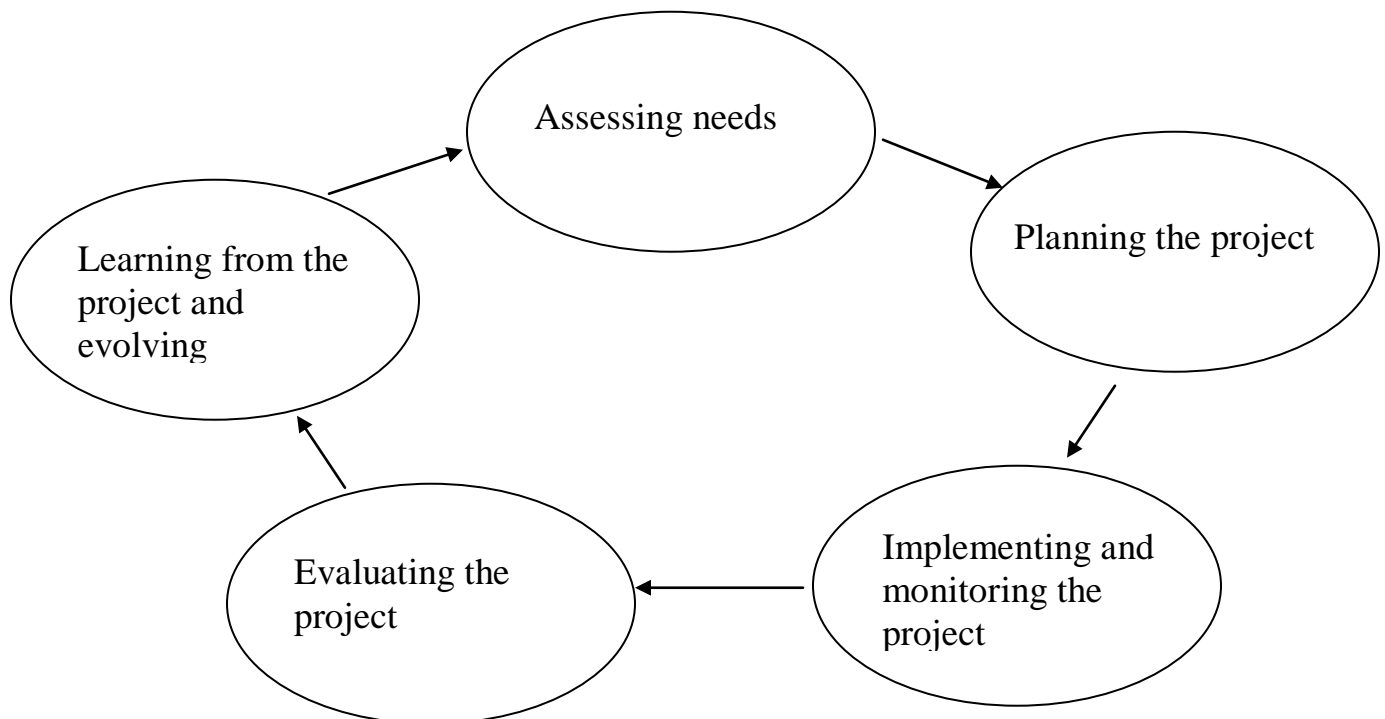 Assessing needs
Planning the project
Implementing and
monitoring the
project
Evaluating the
project
Learning from the
project and
evolving